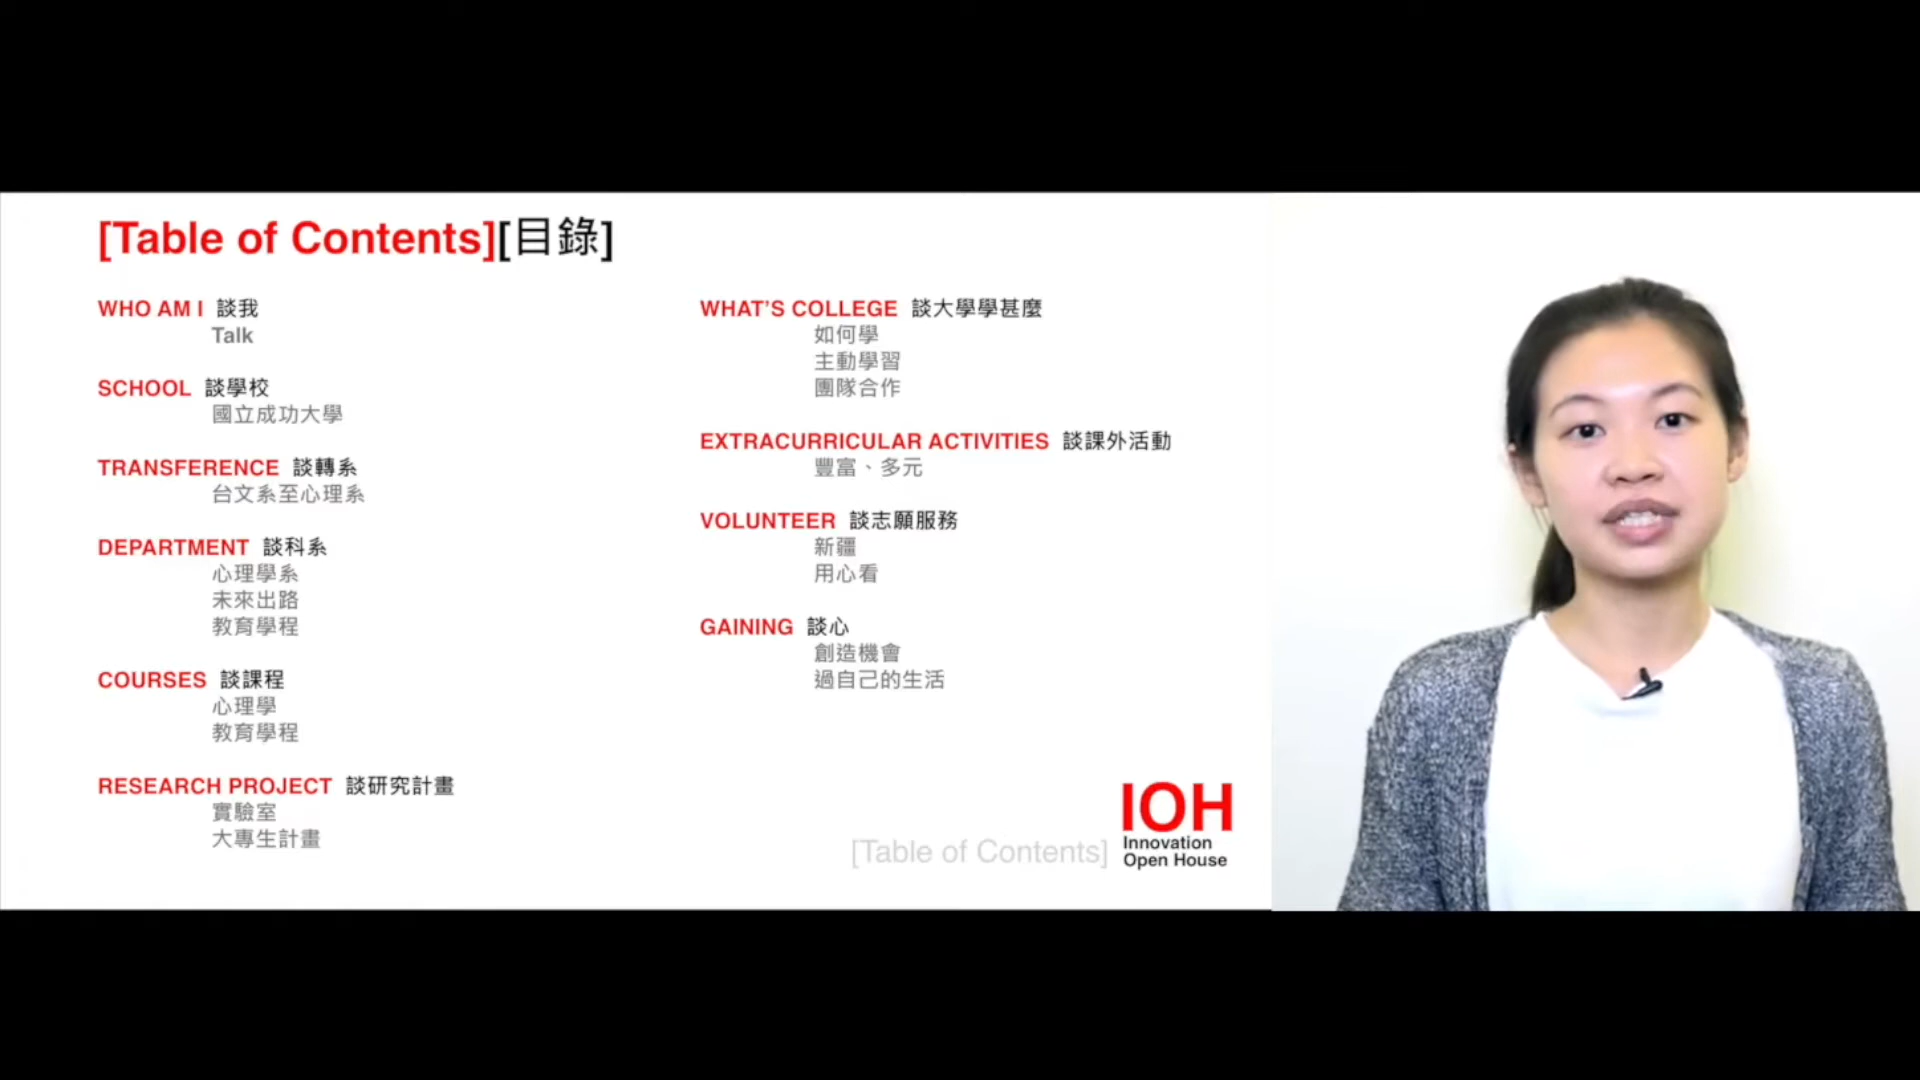 [Table of Contents][目錄]
WHO AM I 談我
Talk
SCHOOL 談學校
國立成功大學
TRANSFERENCE 談轉系
台文系至心理系
DEPARTMENT 談科系
心理學系
未來出路
教育學程
COURSES 談課程
心理學
教育學程
RESEARCH PROJECT 談研究計畫
實驗室
大專生計畫
WHAT’S COLLEGE 談大學學甚麼
如何學
主動學習
團隊合作
EXTRACURRICULAR ACTIVITIES 談課外活動
豐富、多元
VOLUNTEER 談志願服務
新疆
用心看
GAINING 談心
創造機會
過自己的生活
[Table of Contents]
IOH
Innovation
Open House